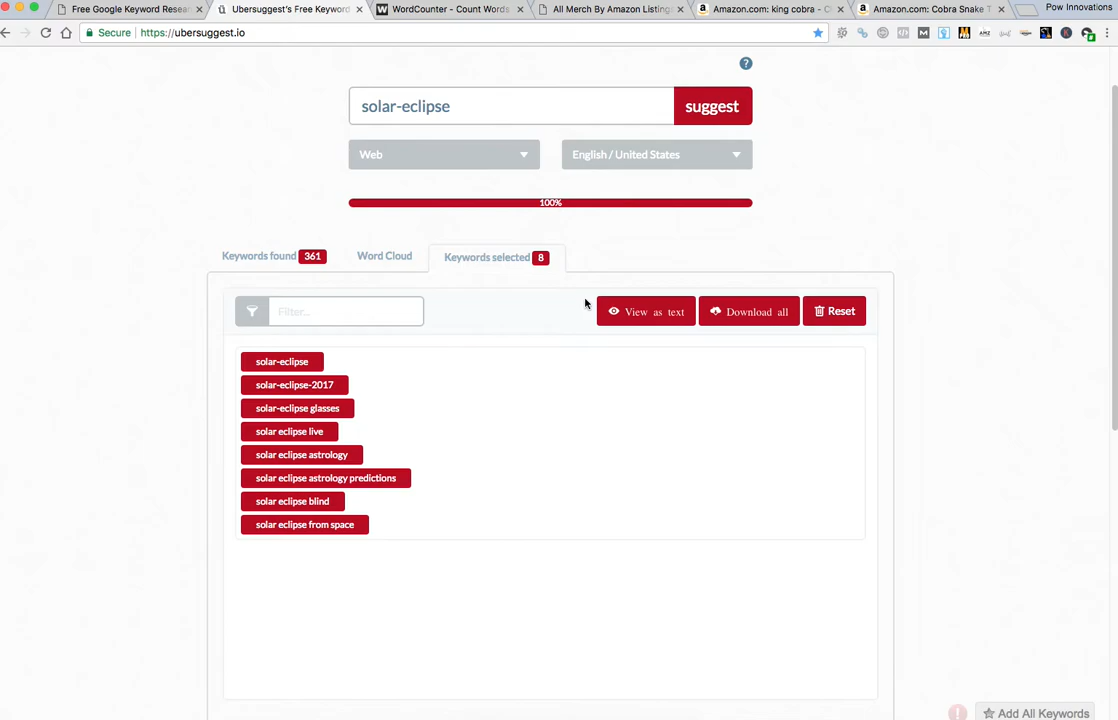 Free Google Keyword Resear
Ubersuggest's Free Keyword
WordCounter - Count Words
All Merch By Amazon Listing
Amazon.com: king cobra - Cl
Amazon.com: Cobra Snake T
Pow Innovations
Secure
https://ubersuggest.io
?
solar-eclipse
suggest
Web
English / United States
100%
Keywords found 361
Word Cloud
Keywords selected 8
Filter...
View as text
Download all
Reset
solar-eclipse
solar-eclipse-2017
solar-eclipse glasses
solar eclipse live
solar eclipse astrology
solar eclipse astrology predictions
solar eclipse blind
solar eclipse from space
Add All Keywords